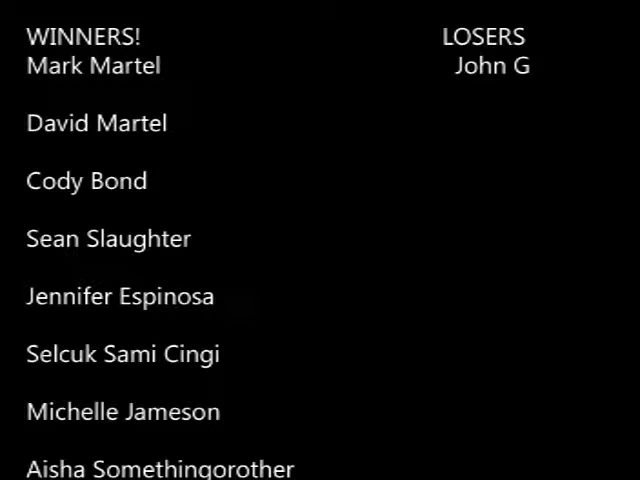 WINNERS! LOSERS
Mark Martel John G
David Martel
Cody Bond
Sean Slaughter
Jennifer Espinosa
Selcuk Sami Cingi
Michelle Jameson
Aisha Somethingorother